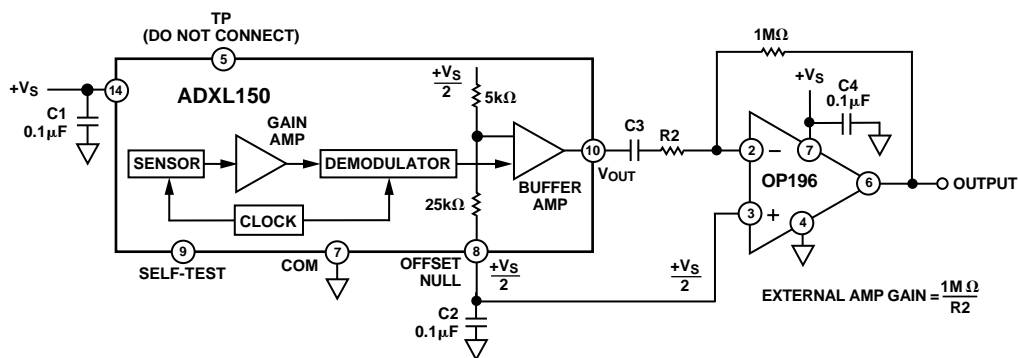 TP
(DO NOT CONNECT)
5
+VS
14
C1
0.1µF
ADXL150
+VS
2
5kΩ
GAIN
AMP
SENSOR
DEMODULATOR
CLOCK
25kΩ
BUFFER
AMP
10
VOUT
9
SELF-TEST
COM
7
OFFSET
NULL
8
+VS
2
C2
0.1µF
C3
R2
1MΩ
+VS
C4
0.1µF
2
–
7
OP196
3
+
4
6
OUTPUT
+VS
2
EXTERNAL AMP GAIN = 1MΩ
R2